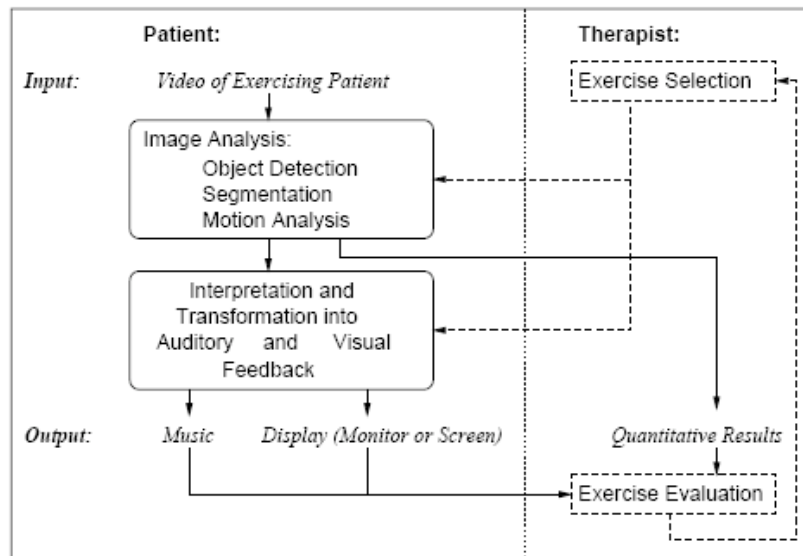 Patient:
Therapist:
Input:
Video of Exercising Patient
Exercise Selection
Image Analysis:
Object Detection
Segmentation
Motion Analysis
Interpretation and
Transformation into
Auditory and Visual
Feedback
Output:
Music
Display (Monitor or Screen)
Quantitative Results
Exercise Evaluation